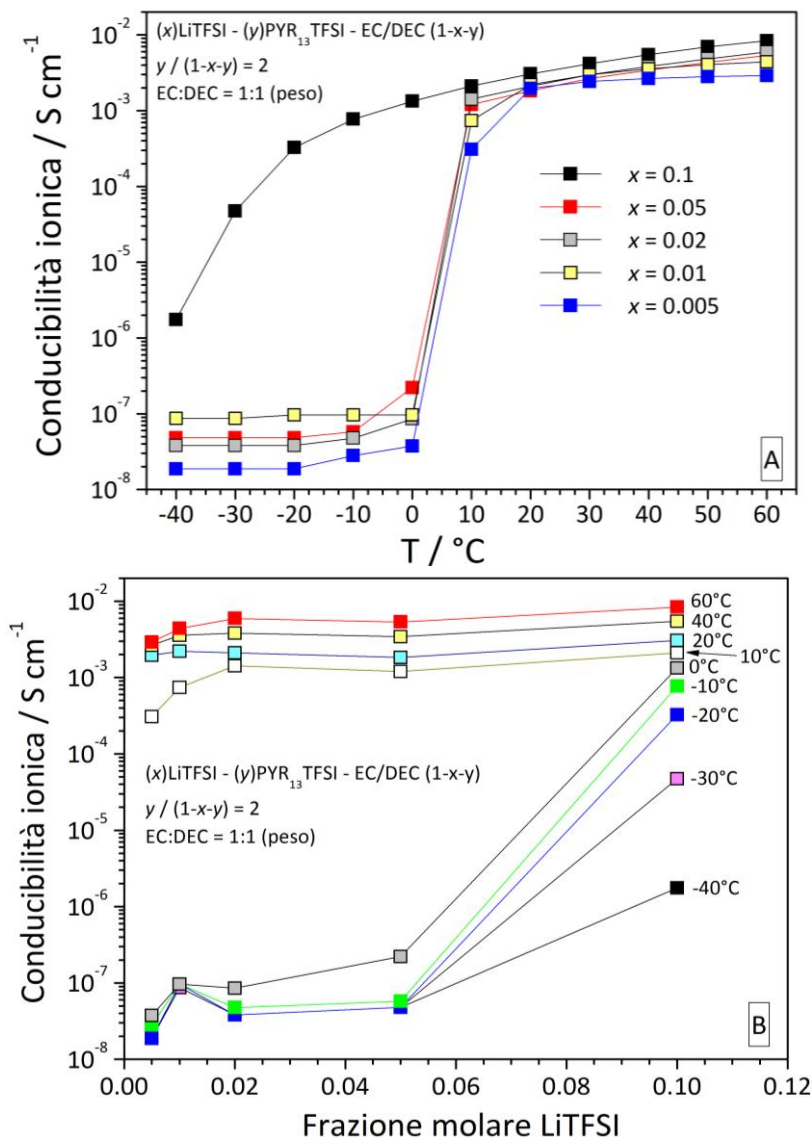 Conducibilità ionica / S cm⁻¹
10⁻²
10⁻³
10⁻⁴
10⁻⁵
10⁻⁶
10⁻⁷
10⁻⁸
(x)LiTFSI - (y)PYR₁₃TFSI - EC/DEC (1-x-y)
y / (1-x-y) = 2
EC:DEC = 1:1 (peso)
x = 0.1
x = 0.05
x = 0.02
x = 0.01
x = 0.005
A
-40 -30 -20 -10 0 10 20 30 40 50 60
T / °C
Conducibilità ionica / S cm⁻¹
10⁻²
10⁻³
10⁻⁴
10⁻⁵
10⁻⁶
10⁻⁷
10⁻⁸
60°C
40°C
20°C
10°C
0°C
-10°C
-20°C
-30°C
-40°C
(x)LiTFSI - (y)PYR₁₃TFSI - EC/DEC (1-x-y)
y / (1-x-y) = 2
EC:DEC = 1:1 (peso)
B
0.00 0.02 0.04 0.06 0.08 0.10 0.12
Frazione molare LiTFSI